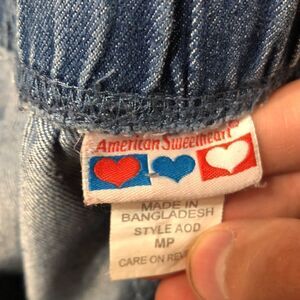 American Sweetheart®
MADE IN
BANGLADESH
STYLE AOD
MP
CARE ON REV